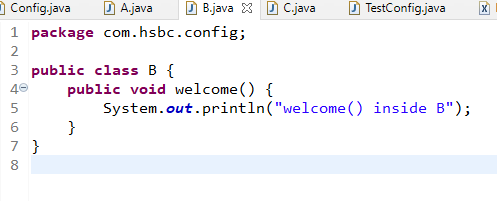 Config.java A.java B.java C.java TestConfig.java
1 package com.hsbc.config;
2
3 public class B {
4 public void welcome() {
5 System.out.println("welcome() inside B");
6 }
7 }
8